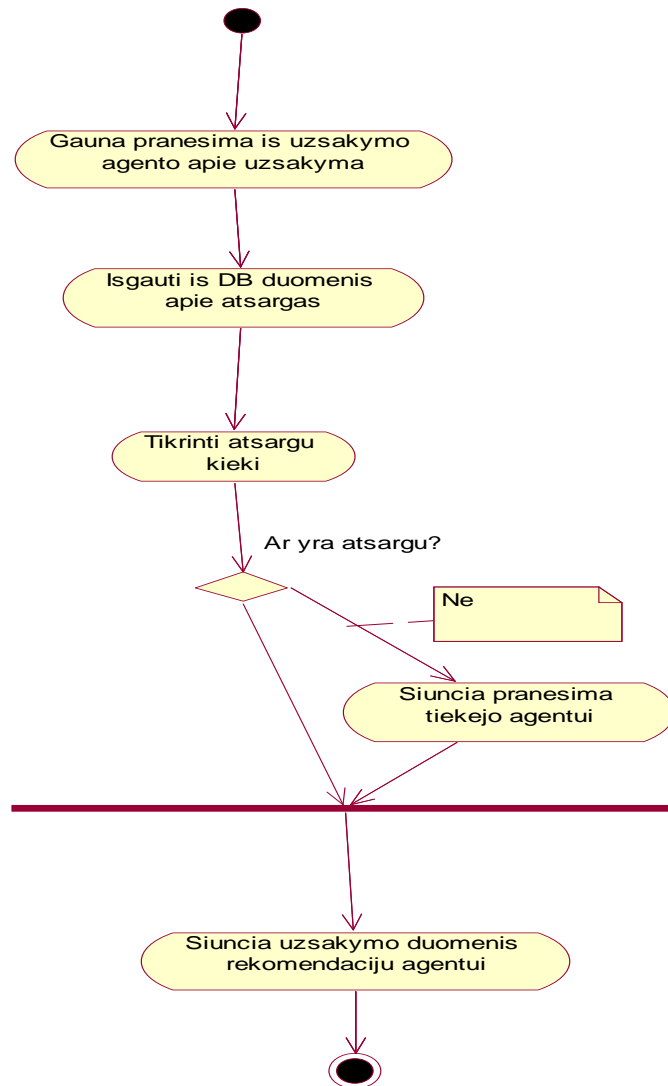 Gauna pranesima is uzsakymo
agento apie uzsakyma
Isgauti is DB duomenis
apie atsargas
Tikrinti atsargu
kieki
Ar yra atsargu?
Ne
Siuncia pranesima
tiekejo agentui
Siuncia uzsakymo duomenis
rekomendaciju agentui